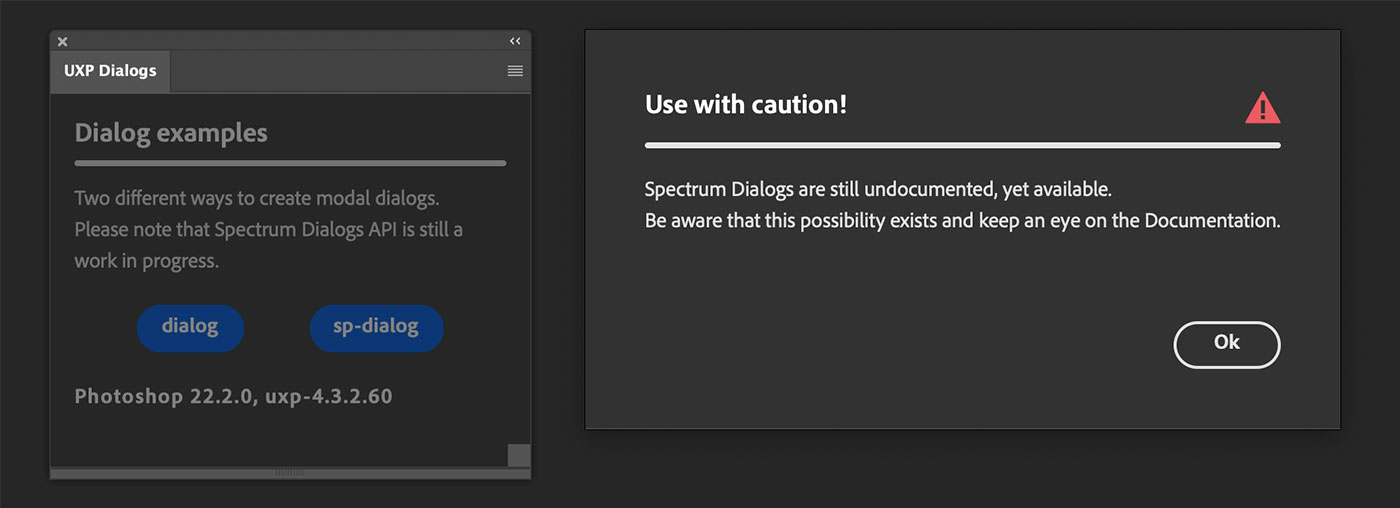 UXP Dialogs
Dialog examples
Two different ways to create modal dialogs.
Please note that Spectrum Dialogs API is still a
work in progress.
dialog
sp-dialog
Photoshop 22.2.0, uxp-4.3.2.60
Use with caution!
Spectrum Dialogs are still undocumented, yet available.
Be aware that this possibility exists and keep an eye on the Documentation.
Ok